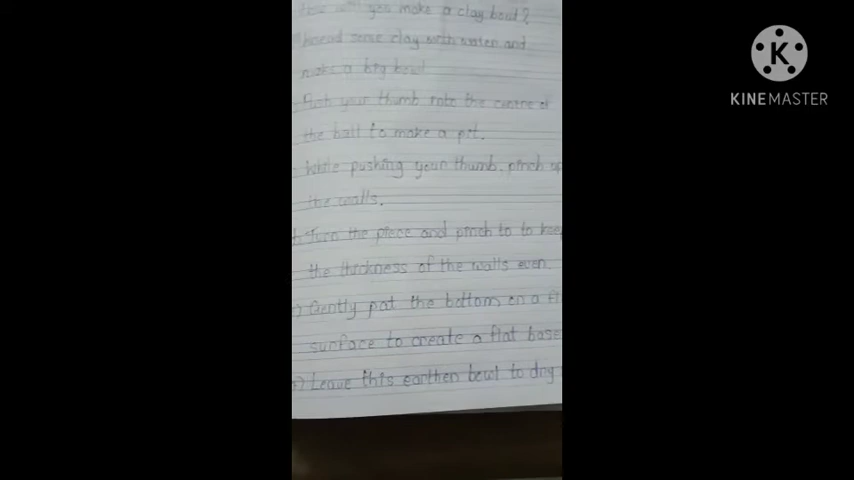 How will you make a clay bowl?
Knead some clay with water and
make a big bowl
Push your thumb into the centre of
the ball to make a pit.
While pushing your thumb, pinch up
the walls.
Turn the piece and pinch to to keep
the thickness of the walls even.
Gently pat the bottom on a fl
surface to create a flat base
Leave this earthen bowl to dry
K
KINEMASTER